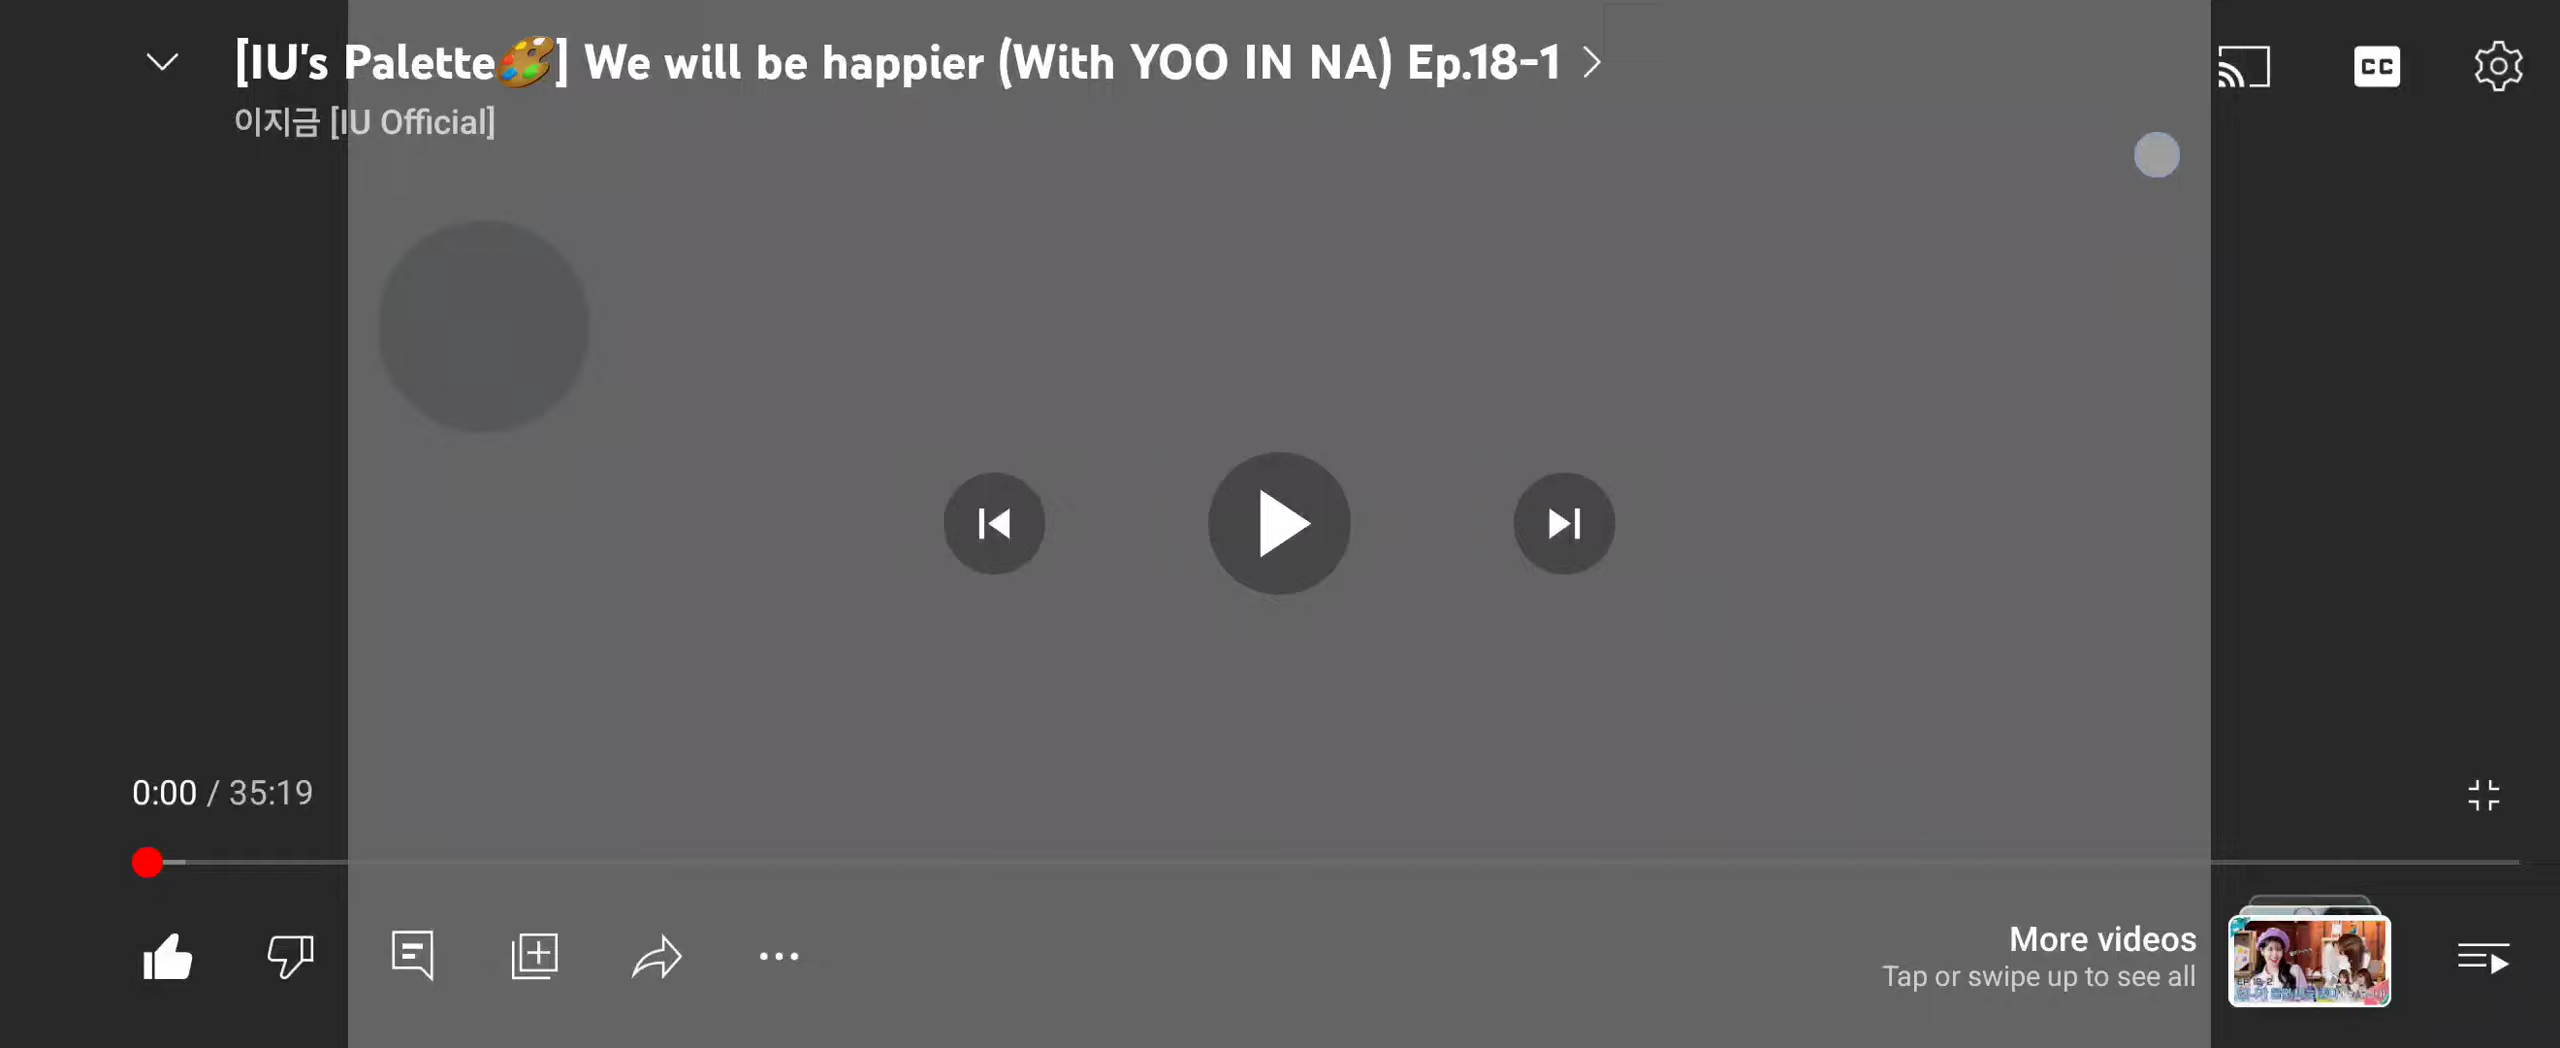 [IU's Palette🎨] We will be happier (With YOO IN NA) Ep.18-1
이지금 [IU Official]
CC
0:00 / 35:19
More videos
Tap or swipe up to see all